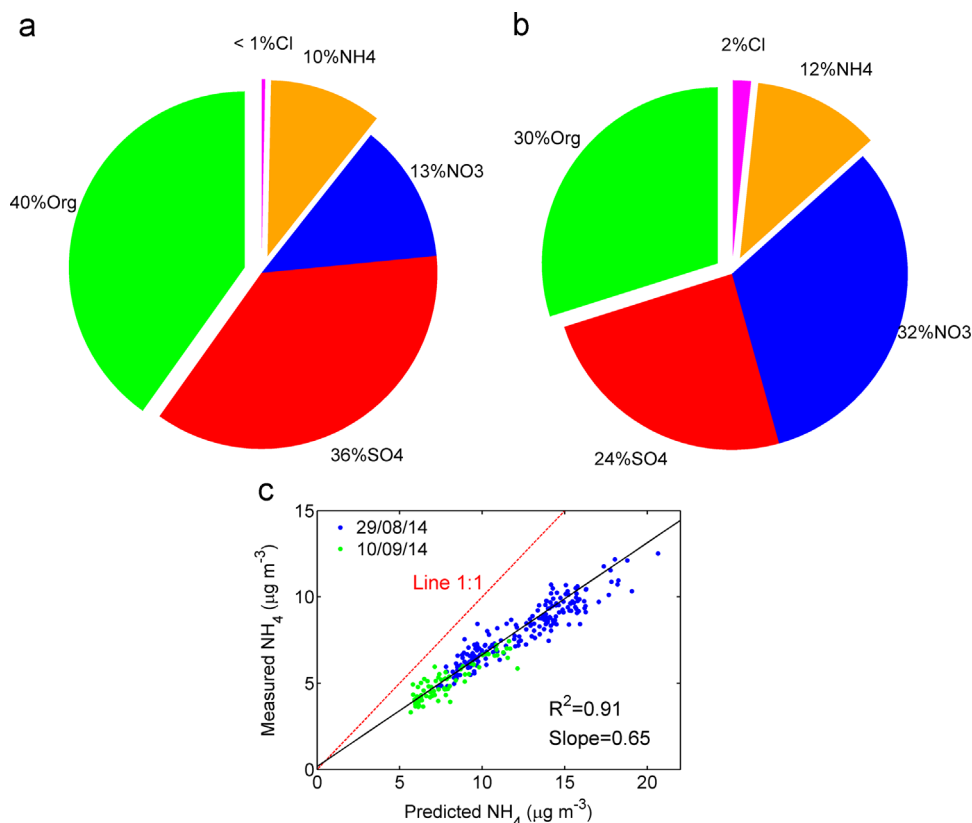 a
< 1%Cl
10%NH4
13%NO3
40%Org
36%SO4
b
2%Cl
12%NH4
30%Org
32%NO3
24%SO4
c
15
10
5
0
Measured NH4 (μg m-3)
29/08/14
10/09/14
Line 1:1
R2=0.91
Slope=0.65
0 5 10 15 20
Predicted NH4 (μg m-3)